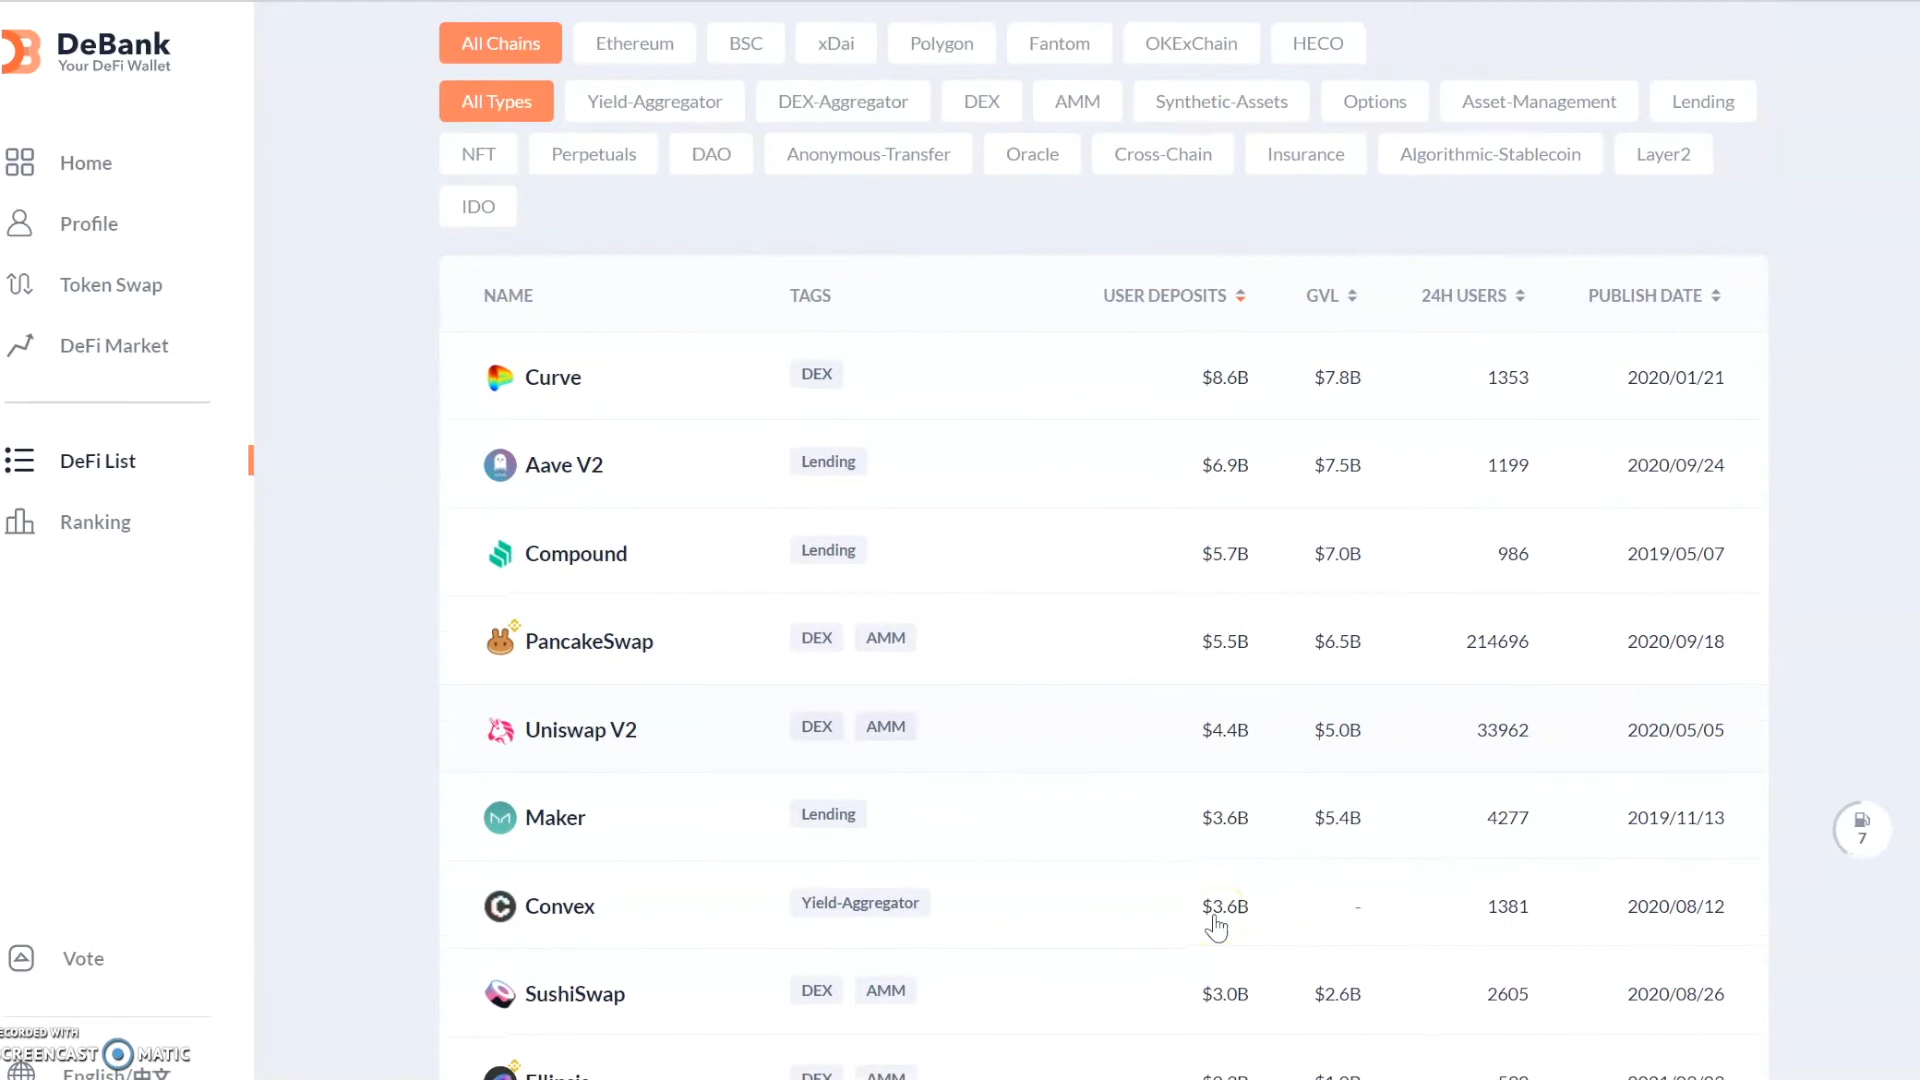 DeBank
Your DeFi Wallet
Home
Profile
Token Swap
DeFi Market
DeFi List
Ranking
Vote
RECORDED WITH
SCREENCAST MATIC
English/中文
All Chains Ethereum BSC xDai Polygon Fantom OKExChain HECO
All Types Yield-Aggregator DEX-Aggregator DEX AMM Synthetic-Assets Options Asset-Management Lending
NFT Perpetuals DAO Anonymous-Transfer Oracle Cross-Chain Insurance Algorithmic-Stablecoin Layer2
IDO
NAME TAGS USER DEPOSITS GVL 24H USERS PUBLISH DATE
Curve DEX $8.6B $7.8B 1353 2020/01/21
Aave V2 Lending $6.9B $7.5B 1199 2020/09/24
Compound Lending $5.7B $7.0B 986 2019/05/07
PancakeSwap DEX AMM $5.5B $6.5B 214696 2020/09/18
Uniswap V2 DEX AMM $4.4B $5.0B 33962 2020/05/05
Maker Lending $3.6B $5.4B 4277 2019/11/13
Convex Yield-Aggregator $3.6B - 1381 2020/08/12
SushiSwap DEX AMM $3.0B $2.6B 2605 2020/08/26
DEX AMM
7